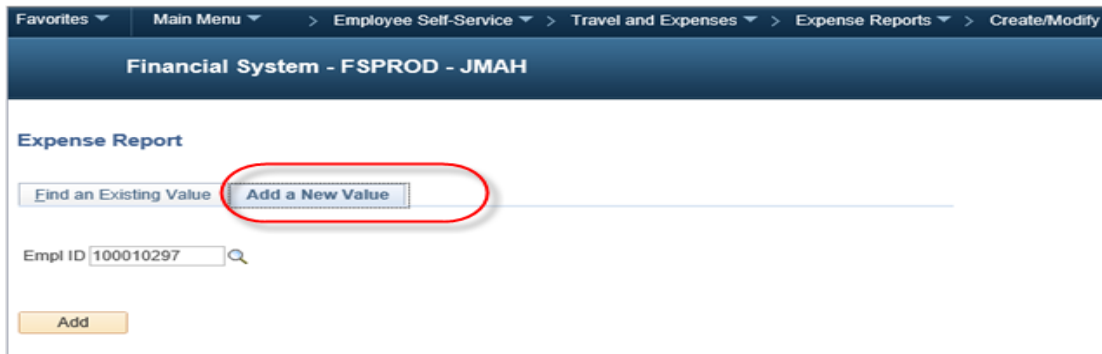 Favorites Main Menu > Employee Self-Service > Travel and Expenses > Expense Reports > Create/Modify
Financial System - FSPROD - JMAH
Expense Report
Find an Existing Value Add a New Value
Empl ID 100010297
Add